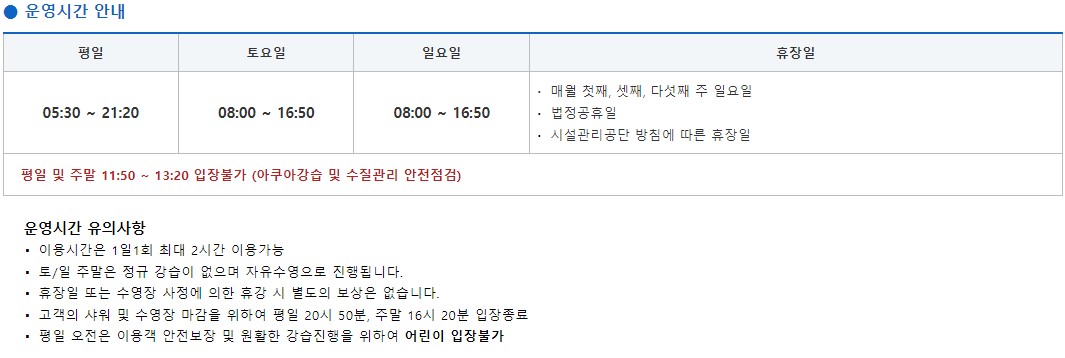 ● 운영시간 안내
평일 토요일 일요일 휴장일
05:30 ~ 21:20 08:00 ~ 16:50 08:00 ~ 16:50
· 매월 첫째, 셋째, 다섯째 주 일요일
· 법정공휴일
· 시설관리공단 방침에 따른 휴장일
평일 및 주말 11:50 ~ 13:20 입장불가 (아쿠아강습 및 수질관리 안전점검)
운영시간 유의사항
• 이용시간은 1일1회 최대 2시간 이용가능
• 토/일 주말은 정규 강습이 없으며 자유수영으로 진행됩니다.
• 휴장일 또는 수영장 사정에 의한 휴강 시 별도의 보상은 없습니다.
• 고객의 샤워 및 수영장 마감을 위하여 평일 20시 50분, 주말 16시 20분 입장종료
• 평일 오전은 이용객 안전보장 및 원활한 강습진행을 위하여 어린이 입장불가